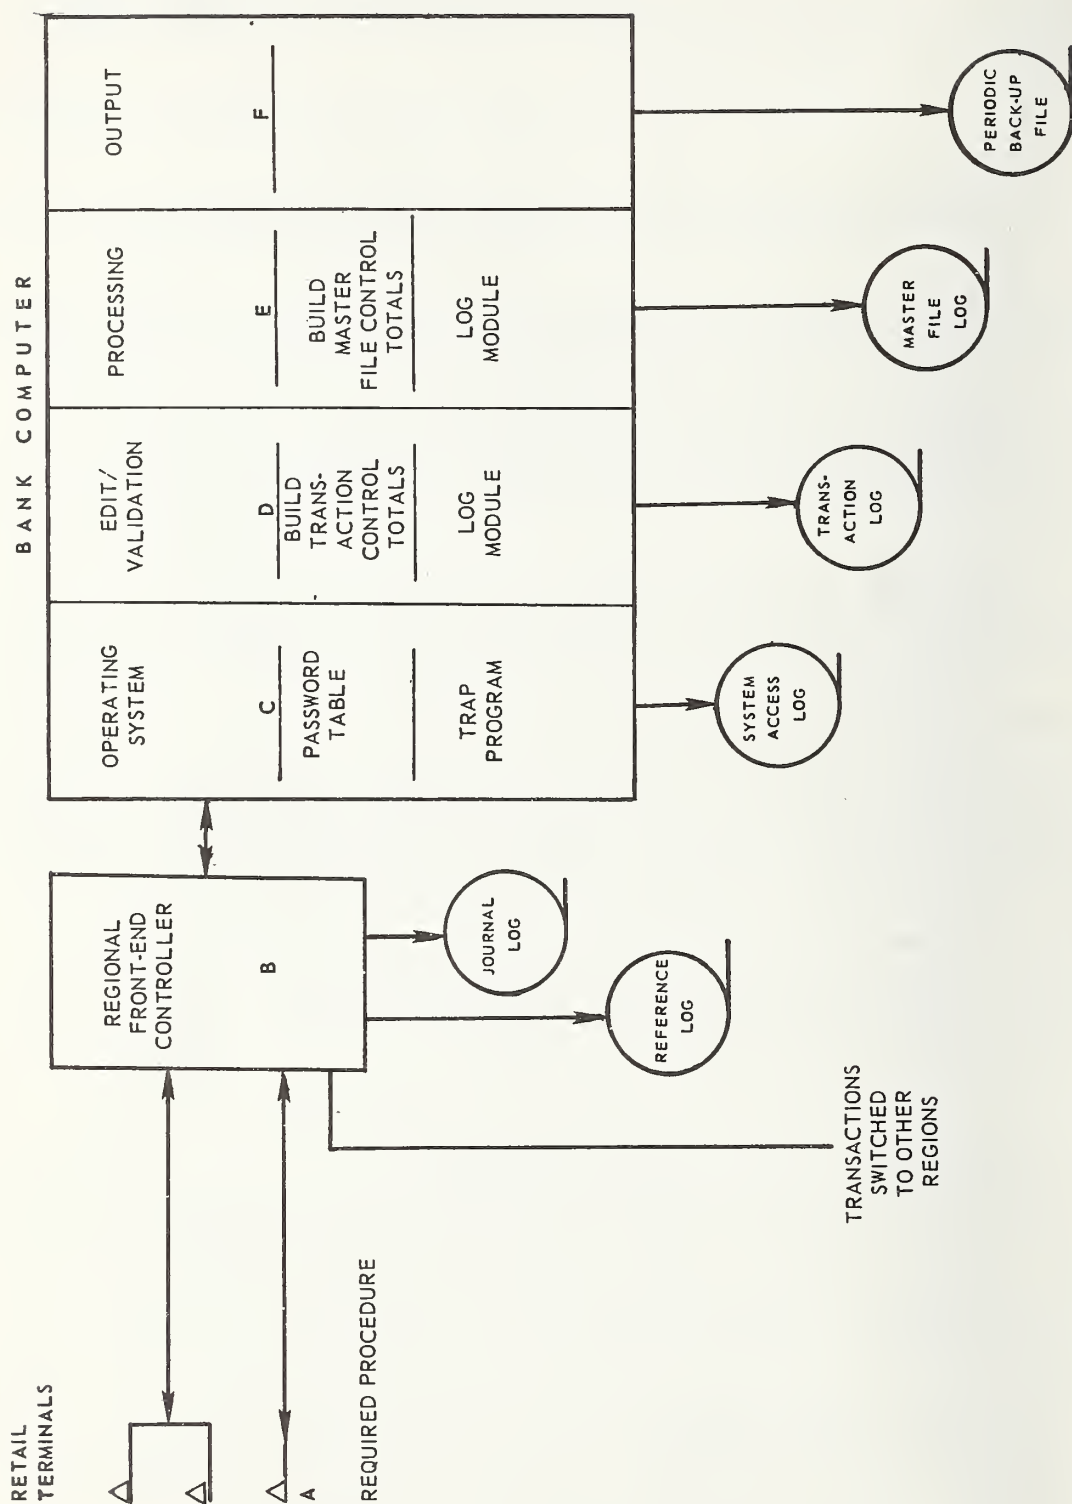 BANK COMPUTER
RETAIL
TERMINALS
A
REQUIRED PROCEDURE
REGIONAL
FRONT-END
CONTROLLER
B
TRANSACTIONS
SWITCHED
TO OTHER
REGIONS
REFERENCE
LOG
JOURNAL
LOG
OPERATING
SYSTEM
C
PASSWORD
TABLE
TRAP
PROGRAM
SYSTEM
ACCESS
LOG
EDIT/
VALIDATION
D
BUILD
TRANS-
ACTION
CONTROL
TOTALS
LOG
MODULE
TRANS-
ACTION
LOG
PROCESSING
E
BUILD
MASTER
FILE CONTROL
TOTALS
LOG
MODULE
MASTER
FILE
LOG
OUTPUT
F
PERIODIC
BACK-UP
FILE